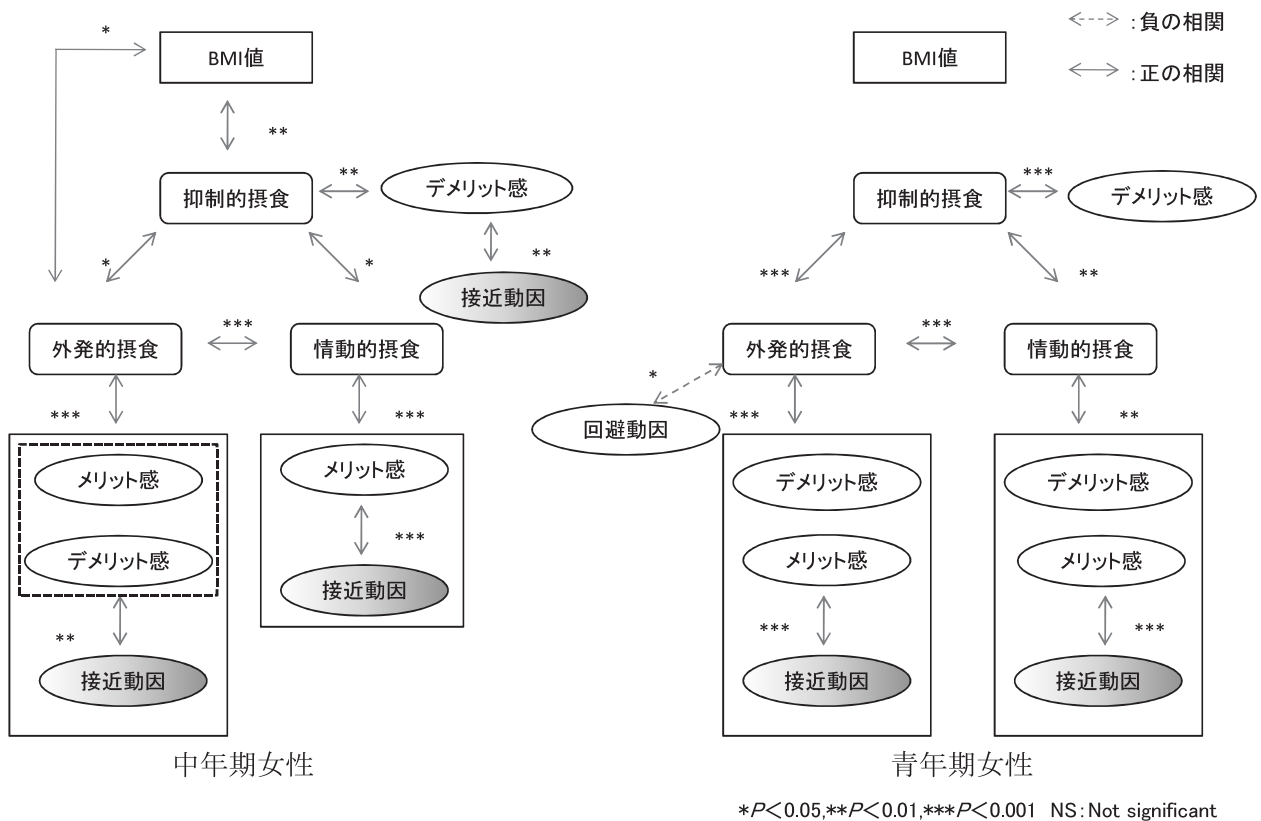 *
BMI値
**
抑制的摂食
**
デメリット感
**
接近動因
*
*
外発的摂食
***
情動的摂食
***
***
メリット感
デメリット感
**
接近動因
メリット感
***
接近動因
中年期女性
:負の相関
:正の相関
BMI値
抑制的摂食
***
デメリット感
***
**
外発的摂食
***
情動的摂食
*
回避動因
***
**
デメリット感
メリット感
***
接近動因
デメリット感
メリット感
***
接近動因
青年期女性
*P<0.05,**P<0.01,***P<0.001 NS:Not significant